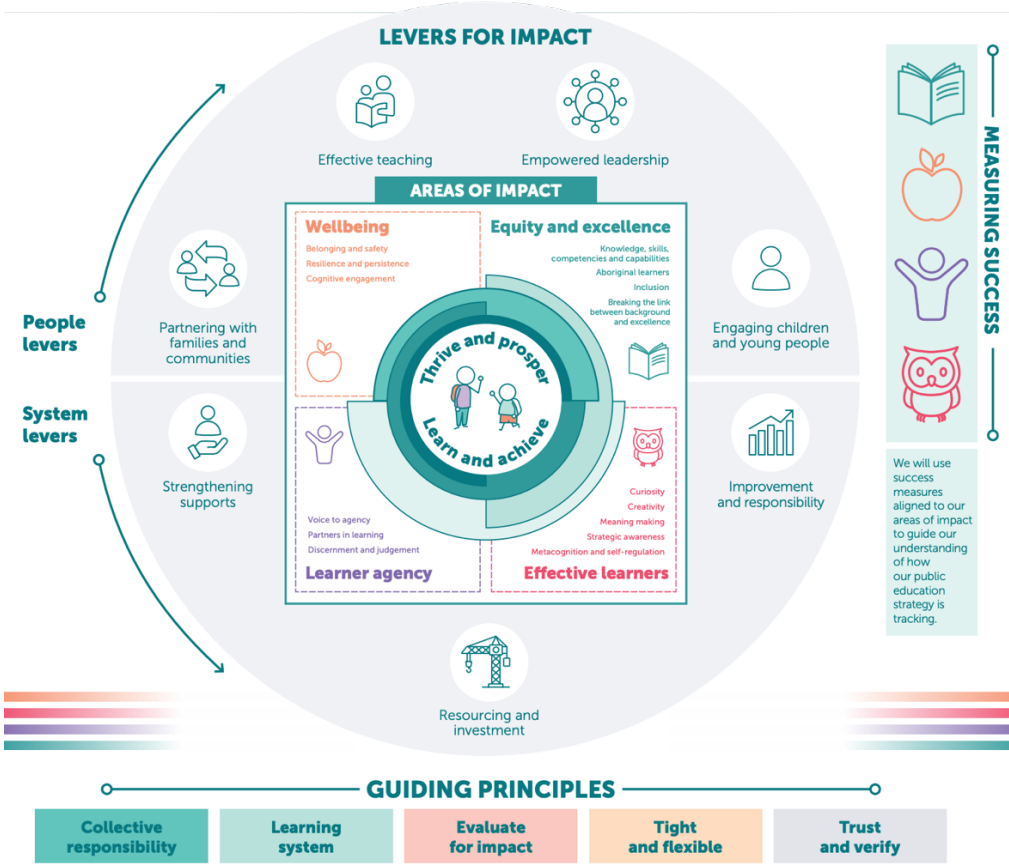 LEVERS FOR IMPACT
Effective teaching
Empowered leadership
People
levers
Partnering with
families and
communities
Engaging children
and young people
System
levers
Strengthening
supports
Improvement
and responsibility
Resourcing and
investment
AREAS OF IMPACT
Wellbeing
Belonging and safety
Resilience and persistence
Cognitive engagement
Equity and excellence
Knowledge, skills,
competencies and capabilities
Aboriginal learners
Inclusion
Breaking the link
between background
and excellence
Thrive and prosper
Learn and achieve
Voice to agency
Partners in learning
Discernment and judgement
Learner agency
Curiosity
Creativity
Meaning making
Strategic awareness
Metacognition and self-regulation
Effective learners
MEASURING SUCCESS
We will use
success
measures
aligned to our
areas of impact
to guide our
understanding
of how
our public
education
strategy is
tracking.
GUIDING PRINCIPLES
Collective
responsibility
Learning
system
Evaluate
for impact
Tight
and flexible
Trust
and verify